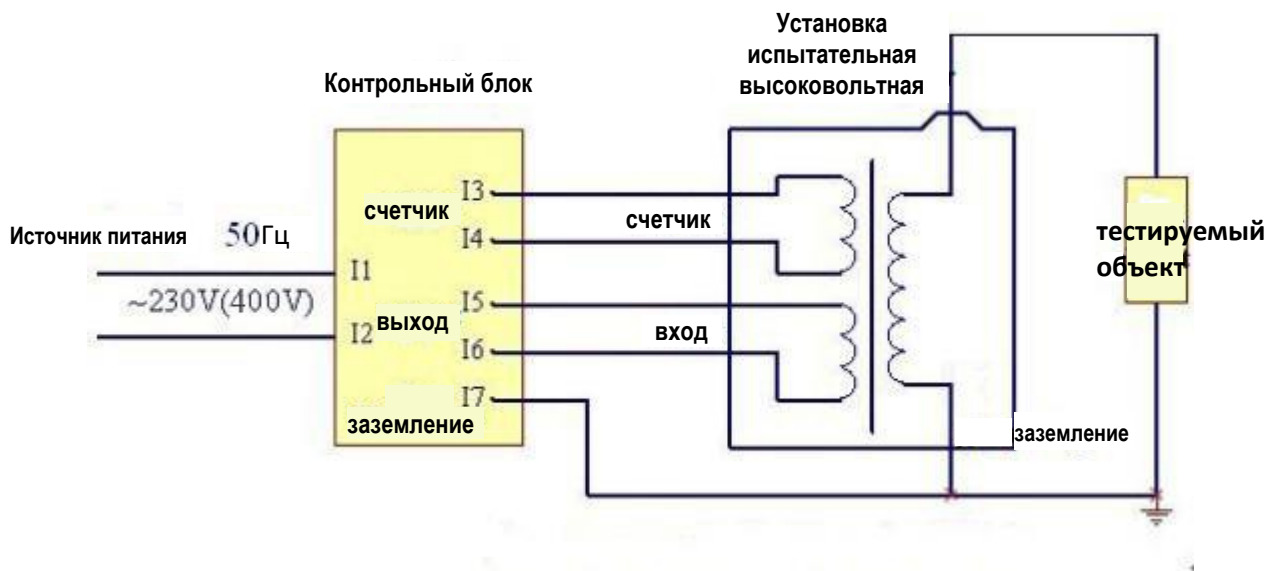 Установка
испытательная
высоковольтная
Контрольный блок
Источник питания 50Гц
~230V(400V)
I1
I2
счетчик
I3
I4
выход
I5
I6
I7
заземление
счетчик
вход
заземление
тестируемый
объект